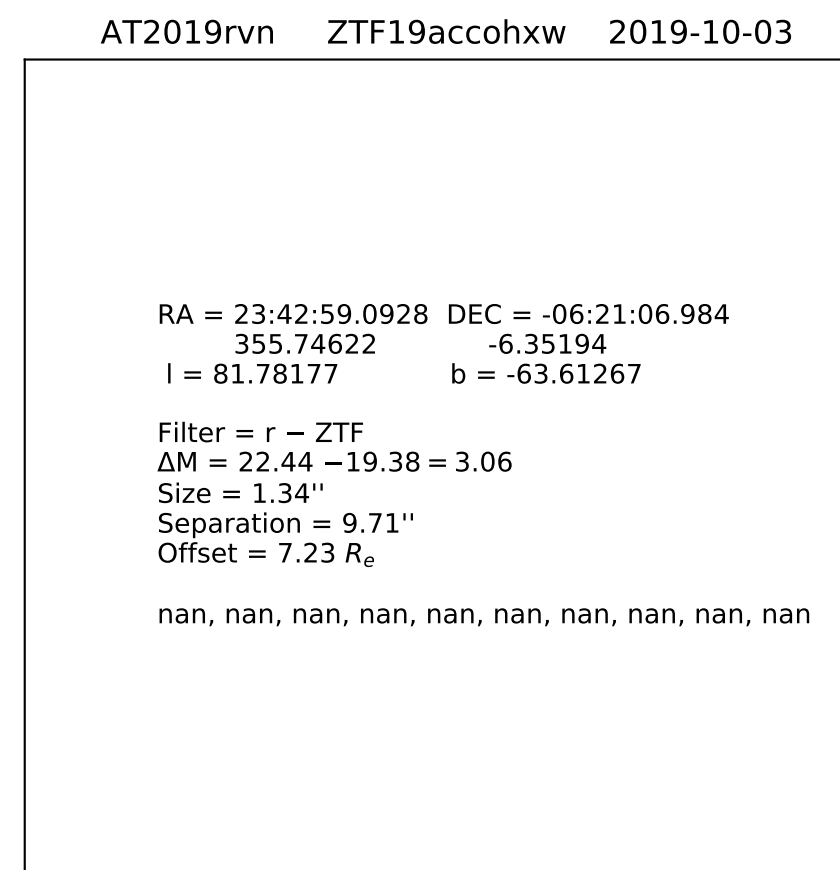 AT2019rvn ZTF19accohxw 2019-10-03
RA = 23:42:59.0928 DEC = -06:21:06.984
355.74622 -6.35194
l = 81.78177 b = -63.61267
Filter = r − ZTF
ΔM = 22.44 −19.38 = 3.06
Size = 1.34''
Separation = 9.71''
Offset = 7.23 Re
nan, nan, nan, nan, nan, nan, nan, nan, nan, nan